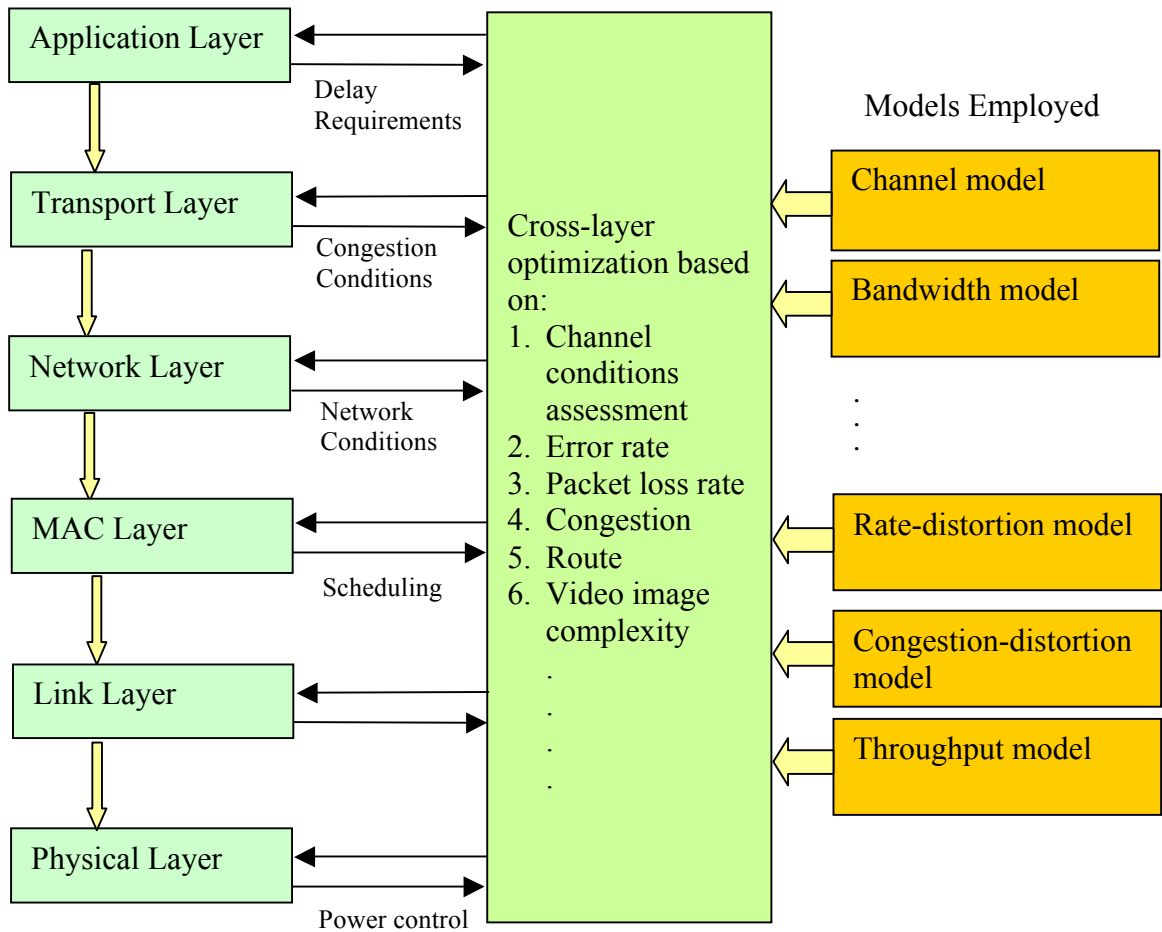 Application Layer
Delay
Requirements
Transport Layer
Congestion
Conditions
Network Layer
Network
Conditions
MAC Layer
Scheduling
Link Layer
Physical Layer
Power control
Cross-layer
optimization based
on:
1. Channel
conditions
assessment
2. Error rate
3. Packet loss rate
4. Congestion
5. Route
6. Video image
complexity
.
.
.
.
Models Employed
Channel model
Bandwidth model
.
.
.
Rate-distortion model
Congestion-distortion
model
Throughput model